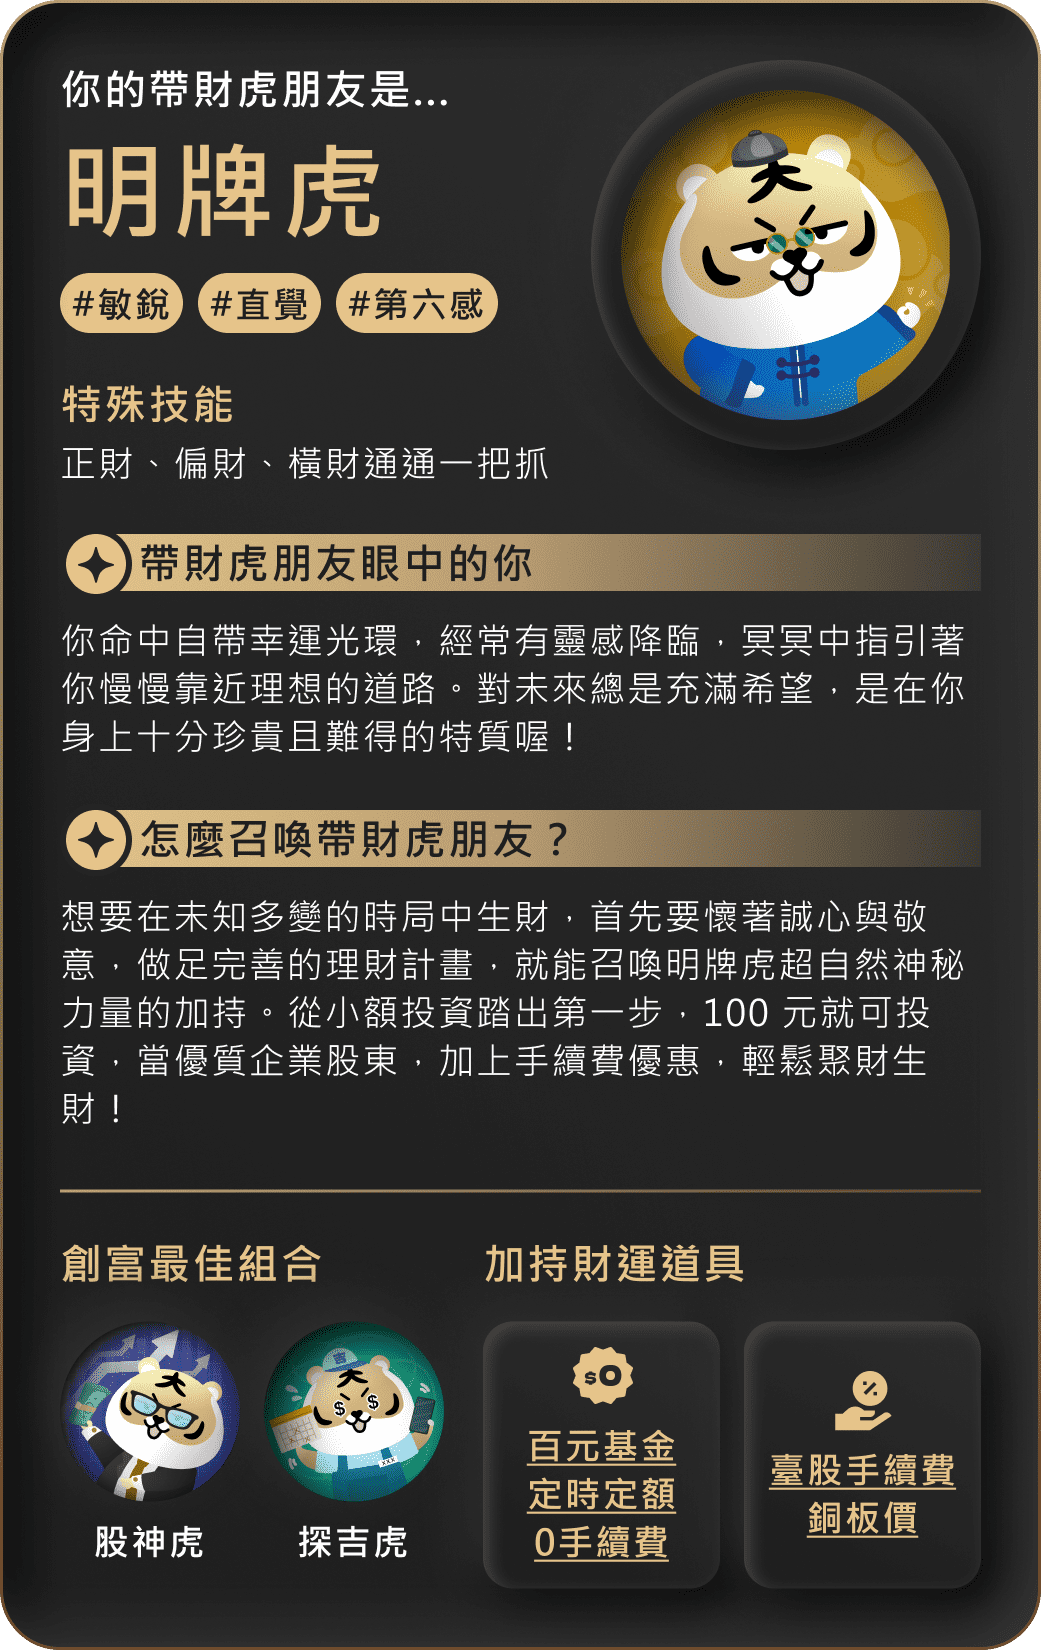 你的帶財虎朋友是...
明牌虎
#敏銳 #直覺 #第六感
特殊技能
正財、偏財、橫財通通一把抓
帶財虎朋友眼中的你
你命中自帶幸運光環，經常有靈感降臨，冥冥中指引著
你慢慢靠近理想的道路。對未來總是充滿希望，是在你
身上十分珍貴且難得的特質喔！
怎麼召喚帶財虎朋友？
想要在未知多變的時局中生財，首先要懷著誠心與敬
意，做足完善的理財計畫，就能召喚明牌虎超自然神秘
力量的加持。從小額投資踏出第一步，100 元就可投
資，當優質企業股東，加上手續費優惠，輕鬆聚財生
財！
創富最佳組合
股神虎
吉
$ $
xxx
探吉虎
加持財運道具
$0
百元基金
定時定額
0手續費
%
臺股手續費
銅板價